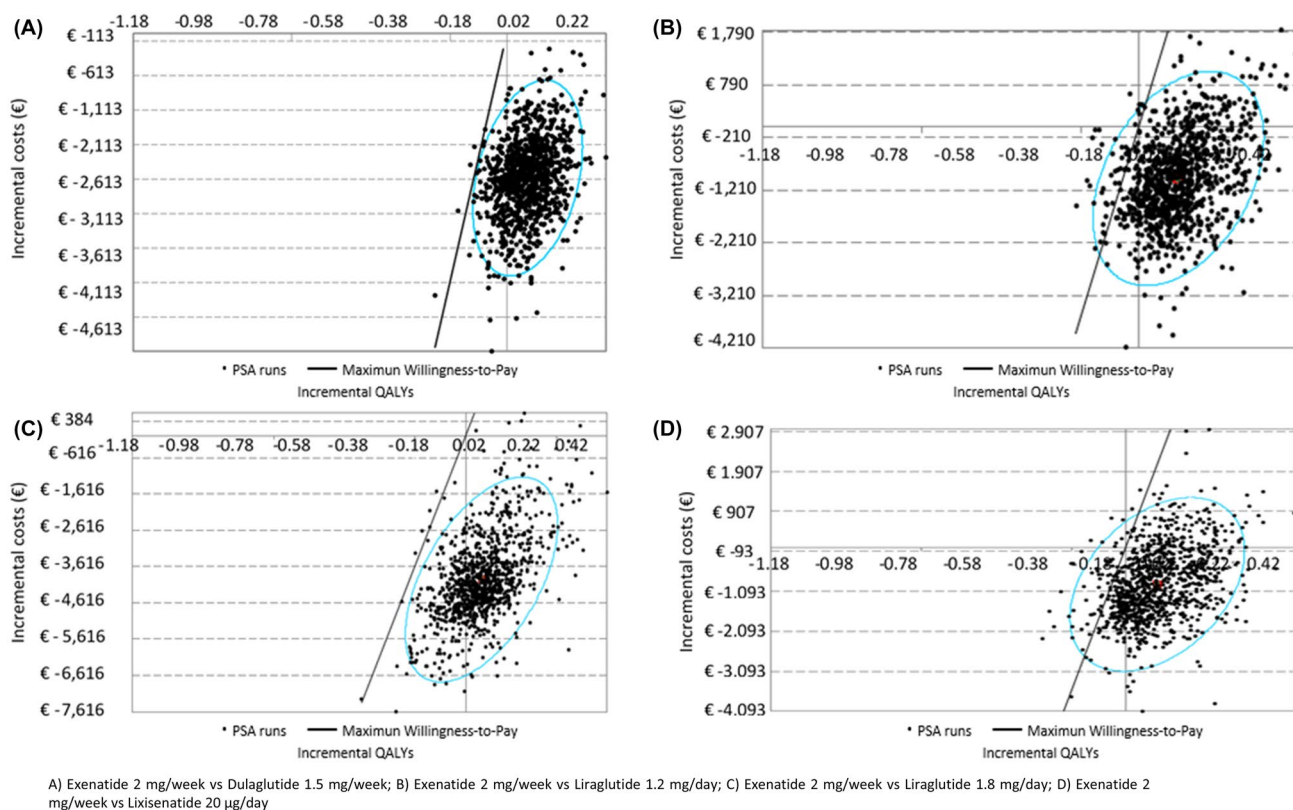 (A)
-1.18 -0.98 -0.78 -0.58 -0.38 -0.18 0.02 0.22
€ -113
€ -613
€ -1,113
€ -2,113
€ -2,613
€ -3,113
€ -3,613
€ -4,113
€ -4,613
Incremental costs (€)
PSA runs Maximun Willingness-to-Pay
Incremental QALYs
(B)
€ 1,790
€ 790
€ -210
€ -1,210
€ -2,210
€ -3,210
€ -4,210
Incremental costs (€)
-1.18 -0.98 -0.78 -0.58 -0.38 -0.18
PSA runs Maximun Willingness-to-Pay
Incremental QALYs
(C)
€ 384
-1.18 -0.98 -0.78 -0.58 -0.38 -0.18 0.02 0.22 0.42
€ -616
€ -1,616
€ -2,616
€ -3,616
€ -4,616
€ -5,616
€ -6,616
€ -7,616
Incremental costs (€)
PSA runs Maximun Willingness-to-Pay
Incremental QALYs
(D)
€ 2.907
€ 1.907
€ 907
€ -93
-1.18 -0.98 -0.78 -0.58 -0.38 0.42
€ -1.093
€ -2.093
€ -3.093
€ -4.093
Incremental costs (€)
PSA runs Maximun Willingness-to-Pay
Incremental QALYs
A) Exenatide 2 mg/week vs Dulaglutide 1.5 mg/week; B) Exenatide 2 mg/week vs Liraglutide 1.2 mg/day; C) Exenatide 2 mg/week vs Liraglutide 1.8 mg/day; D) Exenatide 2
mg/week vs Lixisenatide 20 µg/day